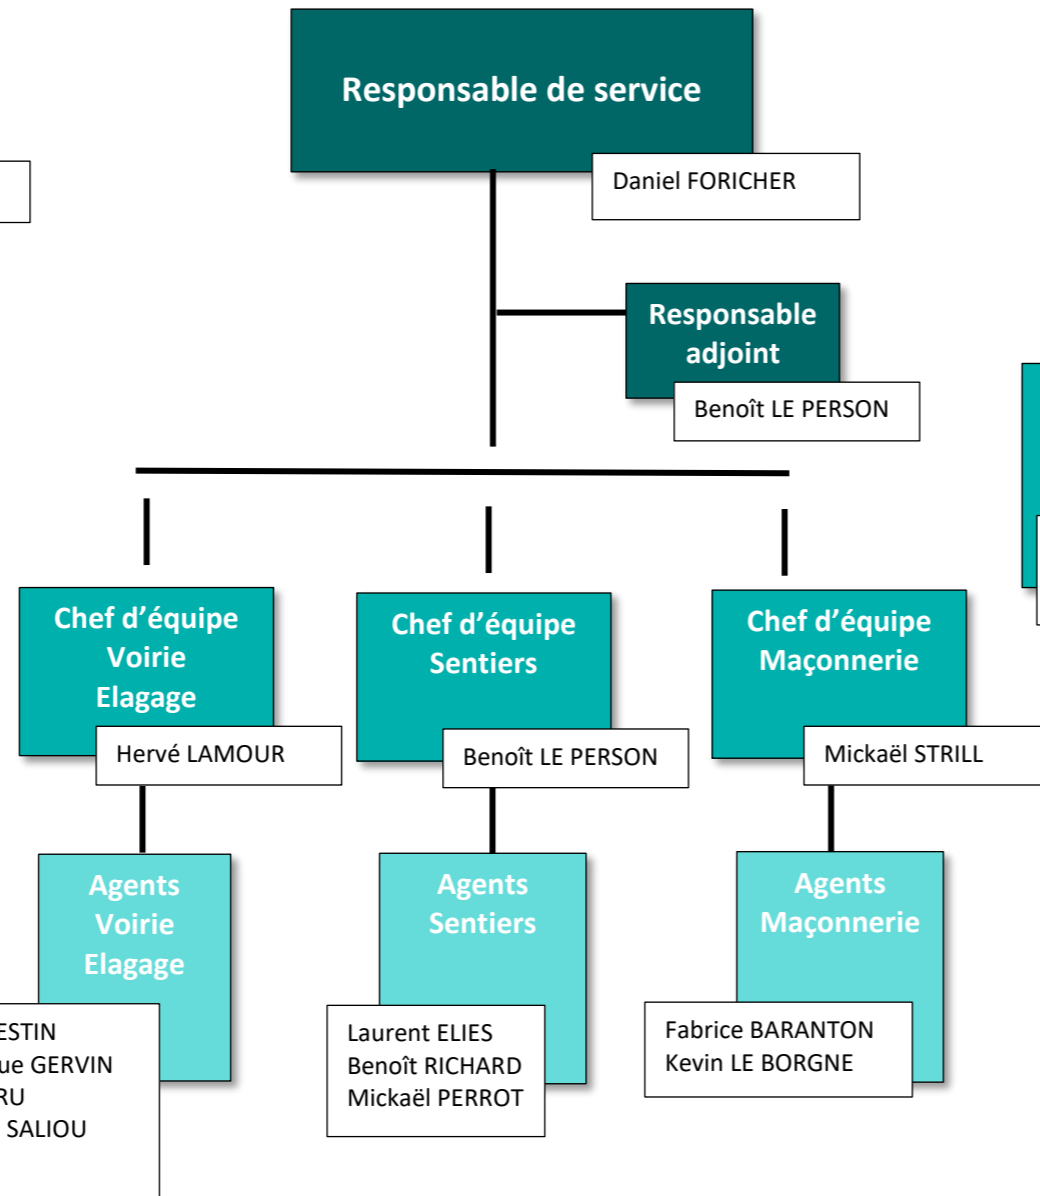 Responsable de service
Daniel FORICHER
Responsable
adjoint
Benoît LE PERSON
Chef d’équipe
Voirie
Elagage
Hervé LAMOUR
Chef d’équipe
Sentiers
Benoît LE PERSON
Chef d’équipe
Maçonnerie
Mickaël STRILL
Agents
Voirie
Elagage
GERVIN
SALIOU
Agents
Sentiers
Laurent ELIES
Benoît RICHARD
Mickaël PERROT
Agents
Maçonnerie
Fabrice BARANTON
Kevin LE BORGNE